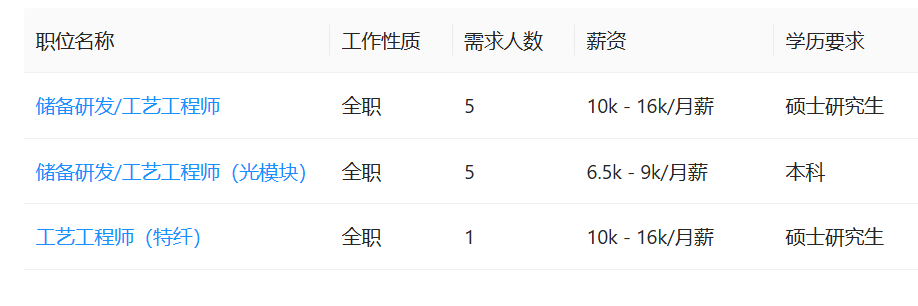 职位名称 工作性质 需求人数 薪资 学历要求
储备研发/工艺工程师 全职 5 10k - 16k/月薪 硕士研究生
储备研发/工艺工程师（光模块） 全职 5 6.5k - 9k/月薪 本科
工艺工程师（特纤） 全职 1 10k - 16k/月薪 硕士研究生